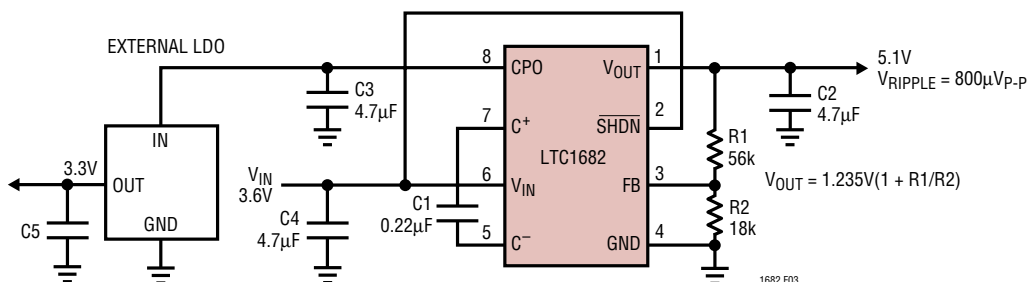 EXTERNAL LDO
IN
OUT
GND
3.3V
C5
C3
4.7µF
VIN
3.6V
C4
4.7µF
C1
0.22µF
8
7
6
5
CPO
C+
VIN
C−
LTC1682
VOUT
SHDN
FB
GND
1
2
3
4
R1
56k
R2
18k
C2
4.7µF
5.1V
VRIPPLE = 800µVP-P
VOUT = 1.235V(1 + R1/R2)
1682 F03